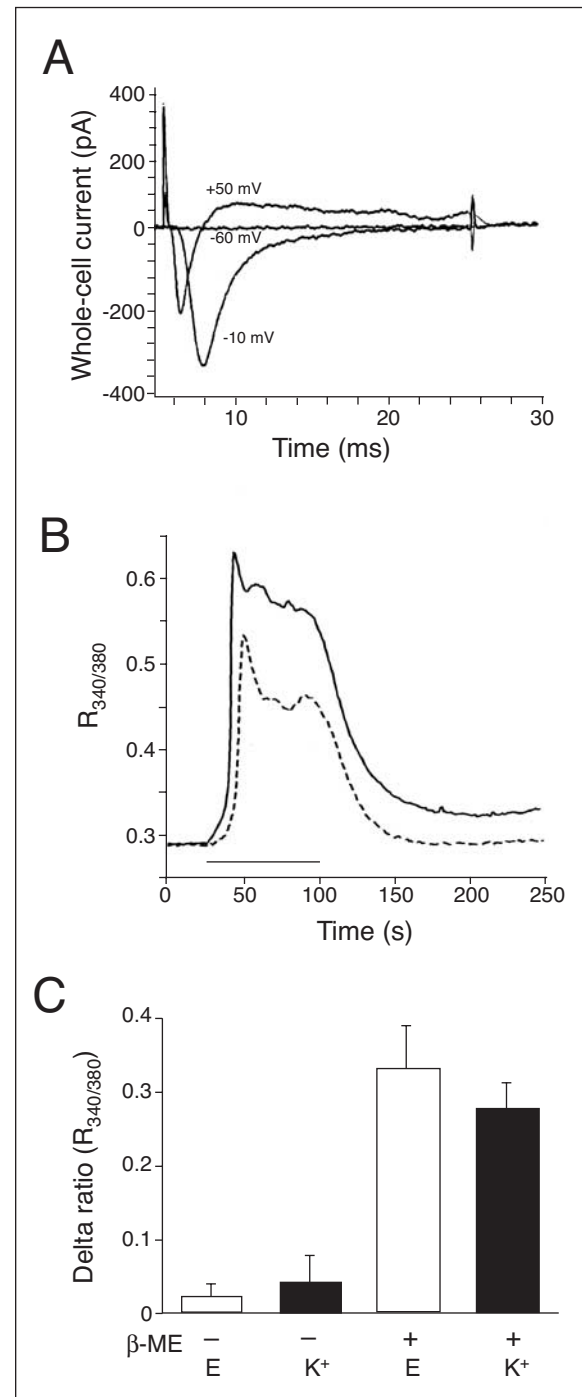 A
Whole-cell current (pA)
400
200
0
-200
-400
+50 mV
-60 mV
-10 mV
10
20
30
Time (ms)
B
R340/380
0.6
0.5
0.4
0.3
0
50
100
150
200
250
Time (s)
C
Delta ratio (R340/380)
0.4
0.3
0.2
0.1
0
β-ME − − + +
E K+ E K+